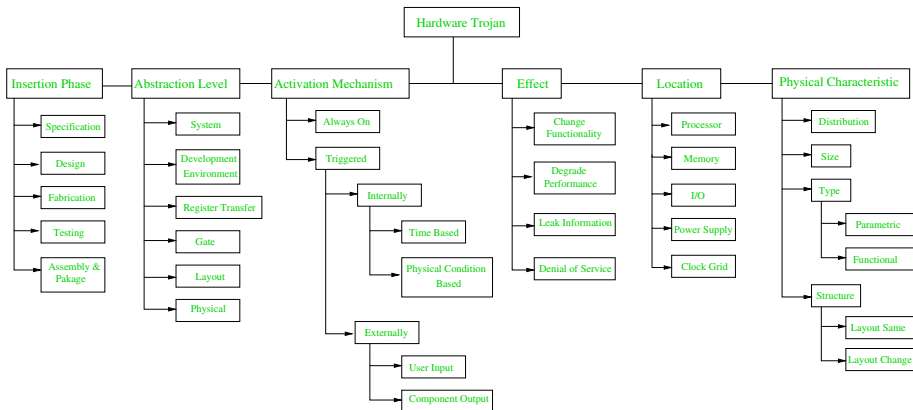 Hardware Trojan
Insertion Phase
Specification
Design
Fabrication
Testing
Assembly &
Pakage
Abstraction Level
System
Development
Environment
Register Transfer
Gate
Layout
Physical
Activation Mechanism
Always On
Triggered
Internally
Time Based
Physical Condition
Based
Externally
User Input
Component Output
Effect
Change
Functionality
Degrade
Performance
Leak Information
Denial of Service
Location
Processor
Memory
I/O
Power Supply
Clock Grid
Physical Characteristic
Distribution
Size
Type
Parametric
Functional
Structure
Layout Same
Layout Change